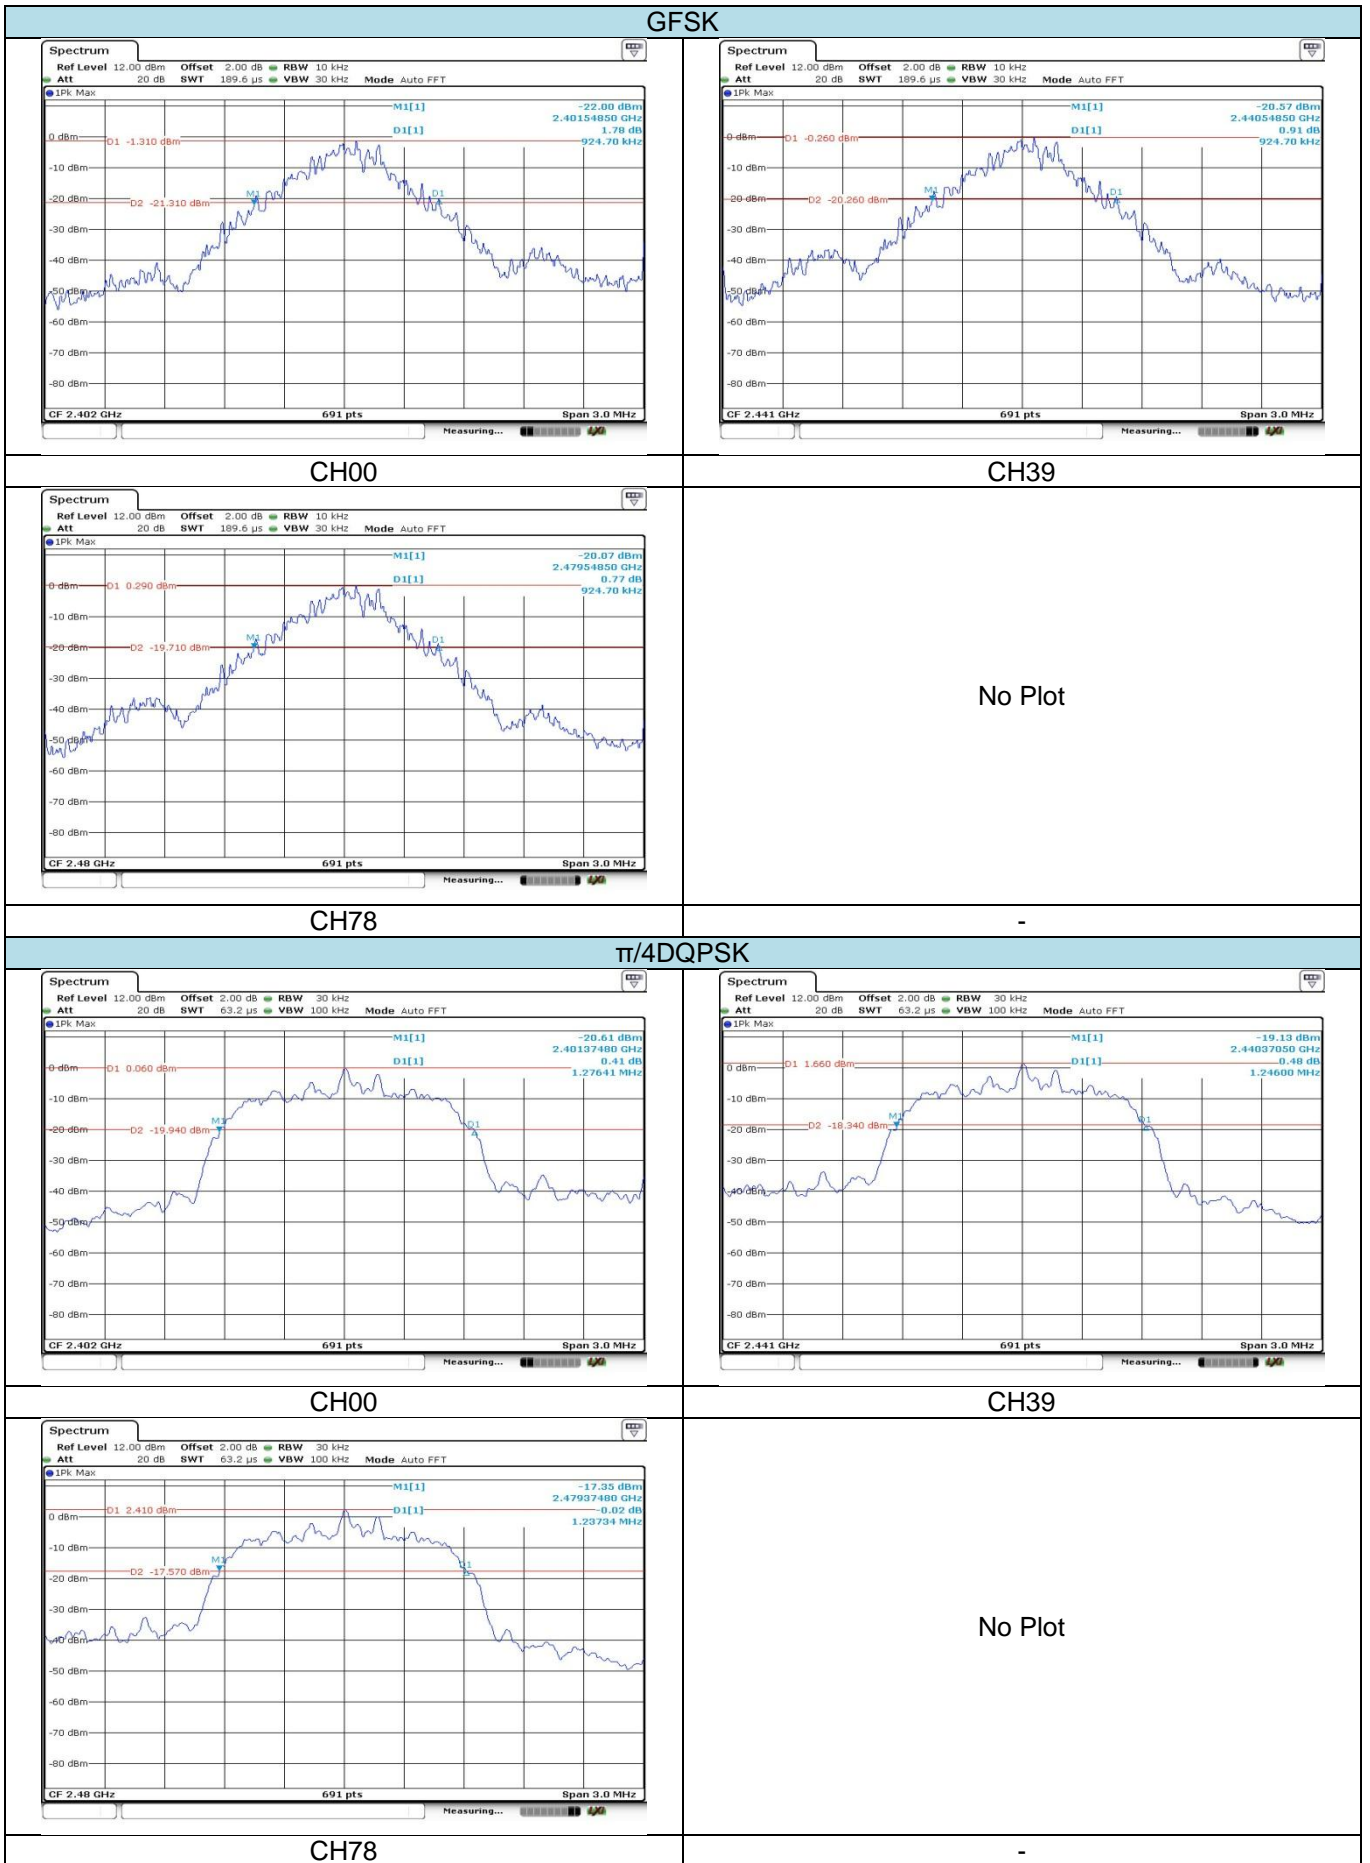 GFSK
Spectrum
Ref Level 12.00 dBm Offset 2.00 dB RBW 10 kHz
Att 20 dB SWT 189.6 µs VBW 30 kHz Mode Auto FFT
1Pk Max
M1[1] -22.00 dBm
2.40154850 GHz
D1[1] 1.78 dB
924.70 kHz
0 dBm
D1 -1.310 dBm
-10 dBm
M1 D1
-20 dBm
D2 -21.310 dBm
-30 dBm
-40 dBm
-50 dBm
-60 dBm
-70 dBm
-80 dBm
CF 2.402 GHz 691 pts Span 3.0 MHz
Measuring...
Spectrum
Ref Level 12.00 dBm Offset 2.00 dB RBW 10 kHz
Att 20 dB SWT 189.6 µs VBW 30 kHz Mode Auto FFT
1Pk Max
M1[1] -20.57 dBm
2.44054850 GHz
D1[1] 0.91 dB
924.70 kHz
0 dBm
D1 -0.260 dBm
-10 dBm
M1 D1
-20 dBm
D2 -20.260 dBm
-30 dBm
-40 dBm
-50 dBm
-60 dBm
-70 dBm
-80 dBm
CF 2.441 GHz 691 pts Span 3.0 MHz
Measuring...
CH00 CH39
Spectrum
Ref Level 12.00 dBm Offset 2.00 dB RBW 10 kHz
Att 20 dB SWT 189.6 µs VBW 30 kHz Mode Auto FFT
1Pk Max
M1[1] -20.07 dBm
2.47954850 GHz
D1[1] 0.77 dB
924.70 kHz
0 dBm
D1 0.290 dBm
-10 dBm
M1 D1
-20 dBm
D2 -19.710 dBm
-30 dBm
-40 dBm
-50 dBm
-60 dBm
-70 dBm
-80 dBm
CF 2.48 GHz 691 pts Span 3.0 MHz
Measuring...
No Plot
CH78 -
π/4DQPSK
Spectrum
Ref Level 12.00 dBm Offset 2.00 dB RBW 30 kHz
Att 20 dB SWT 63.2 µs VBW 100 kHz Mode Auto FFT
1Pk Max
M1[1] -20.61 dBm
2.40137480 GHz
D1[1] 0.41 dB
1.27641 MHz
0 dBm
D1 0.060 dBm
-10 dBm
M1 D1
-20 dBm
D2 -19.940 dBm
-30 dBm
-40 dBm
-50 dBm
-60 dBm
-70 dBm
-80 dBm
CF 2.402 GHz 691 pts Span 3.0 MHz
Measuring...
Spectrum
Ref Level 12.00 dBm Offset 2.00 dB RBW 30 kHz
Att 20 dB SWT 63.2 µs VBW 100 kHz Mode Auto FFT
1Pk Max
M1[1] -19.13 dBm
2.44037050 GHz
D1[1] -0.48 dB
1.24600 MHz
0 dBm
D1 1.660 dBm
-10 dBm
M1 D1
-20 dBm
D2 -18.340 dBm
-30 dBm
-40 dBm
-50 dBm
-60 dBm
-70 dBm
-80 dBm
CF 2.441 GHz 691 pts Span 3.0 MHz
Measuring...
CH00 CH39
Spectrum
Ref Level 12.00 dBm Offset 2.00 dB RBW 30 kHz
Att 20 dB SWT 63.2 µs VBW 100 kHz Mode Auto FFT
1Pk Max
M1[1] -17.35 dBm
2.47937480 GHz
D1[1] -0.02 dB
1.23734 MHz
D1 2.410 dBm
0 dBm
-10 dBm
M1 D1
D2 -17.570 dBm
-20 dBm
-30 dBm
-40 dBm
-50 dBm
-60 dBm
-70 dBm
-80 dBm
CF 2.48 GHz 691 pts Span 3.0 MHz
Measuring...
No Plot
CH78 -